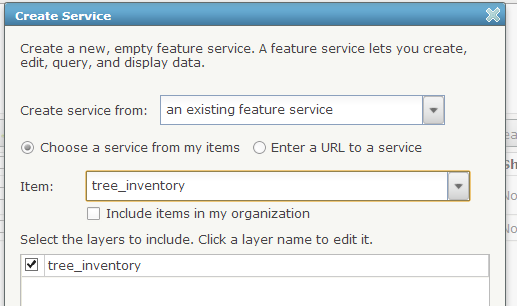 Create Service
Create a new, empty feature service. A feature service lets you create,
edit, query, and display data.
Create service from: an existing feature service
Choose a service from my items Enter a URL to a service
Item: tree_inventory
Include items in my organization
Select the layers to include. Click a layer name to edit it.
tree_inventory